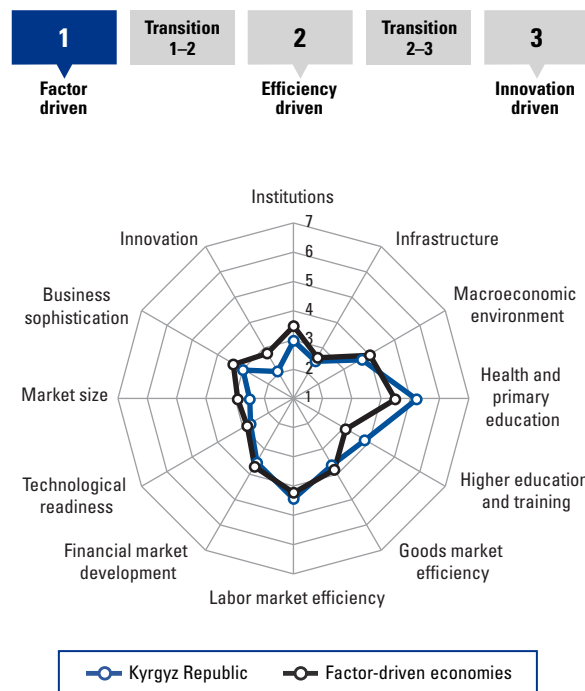 1
Transition
1–2
2
Transition
2–3
3
Factor
driven
Efficiency
driven
Innovation
driven
Institutions
7
6
5
4
3
2
1
Infrastructure
Macroeconomic
environment
Health and
primary
education
Higher education
and training
Goods market
efficiency
Labor market efficiency
Financial market
development
Technological
readiness
Market size
Business
sophistication
Innovation
Kyrgyz Republic
Factor-driven economies